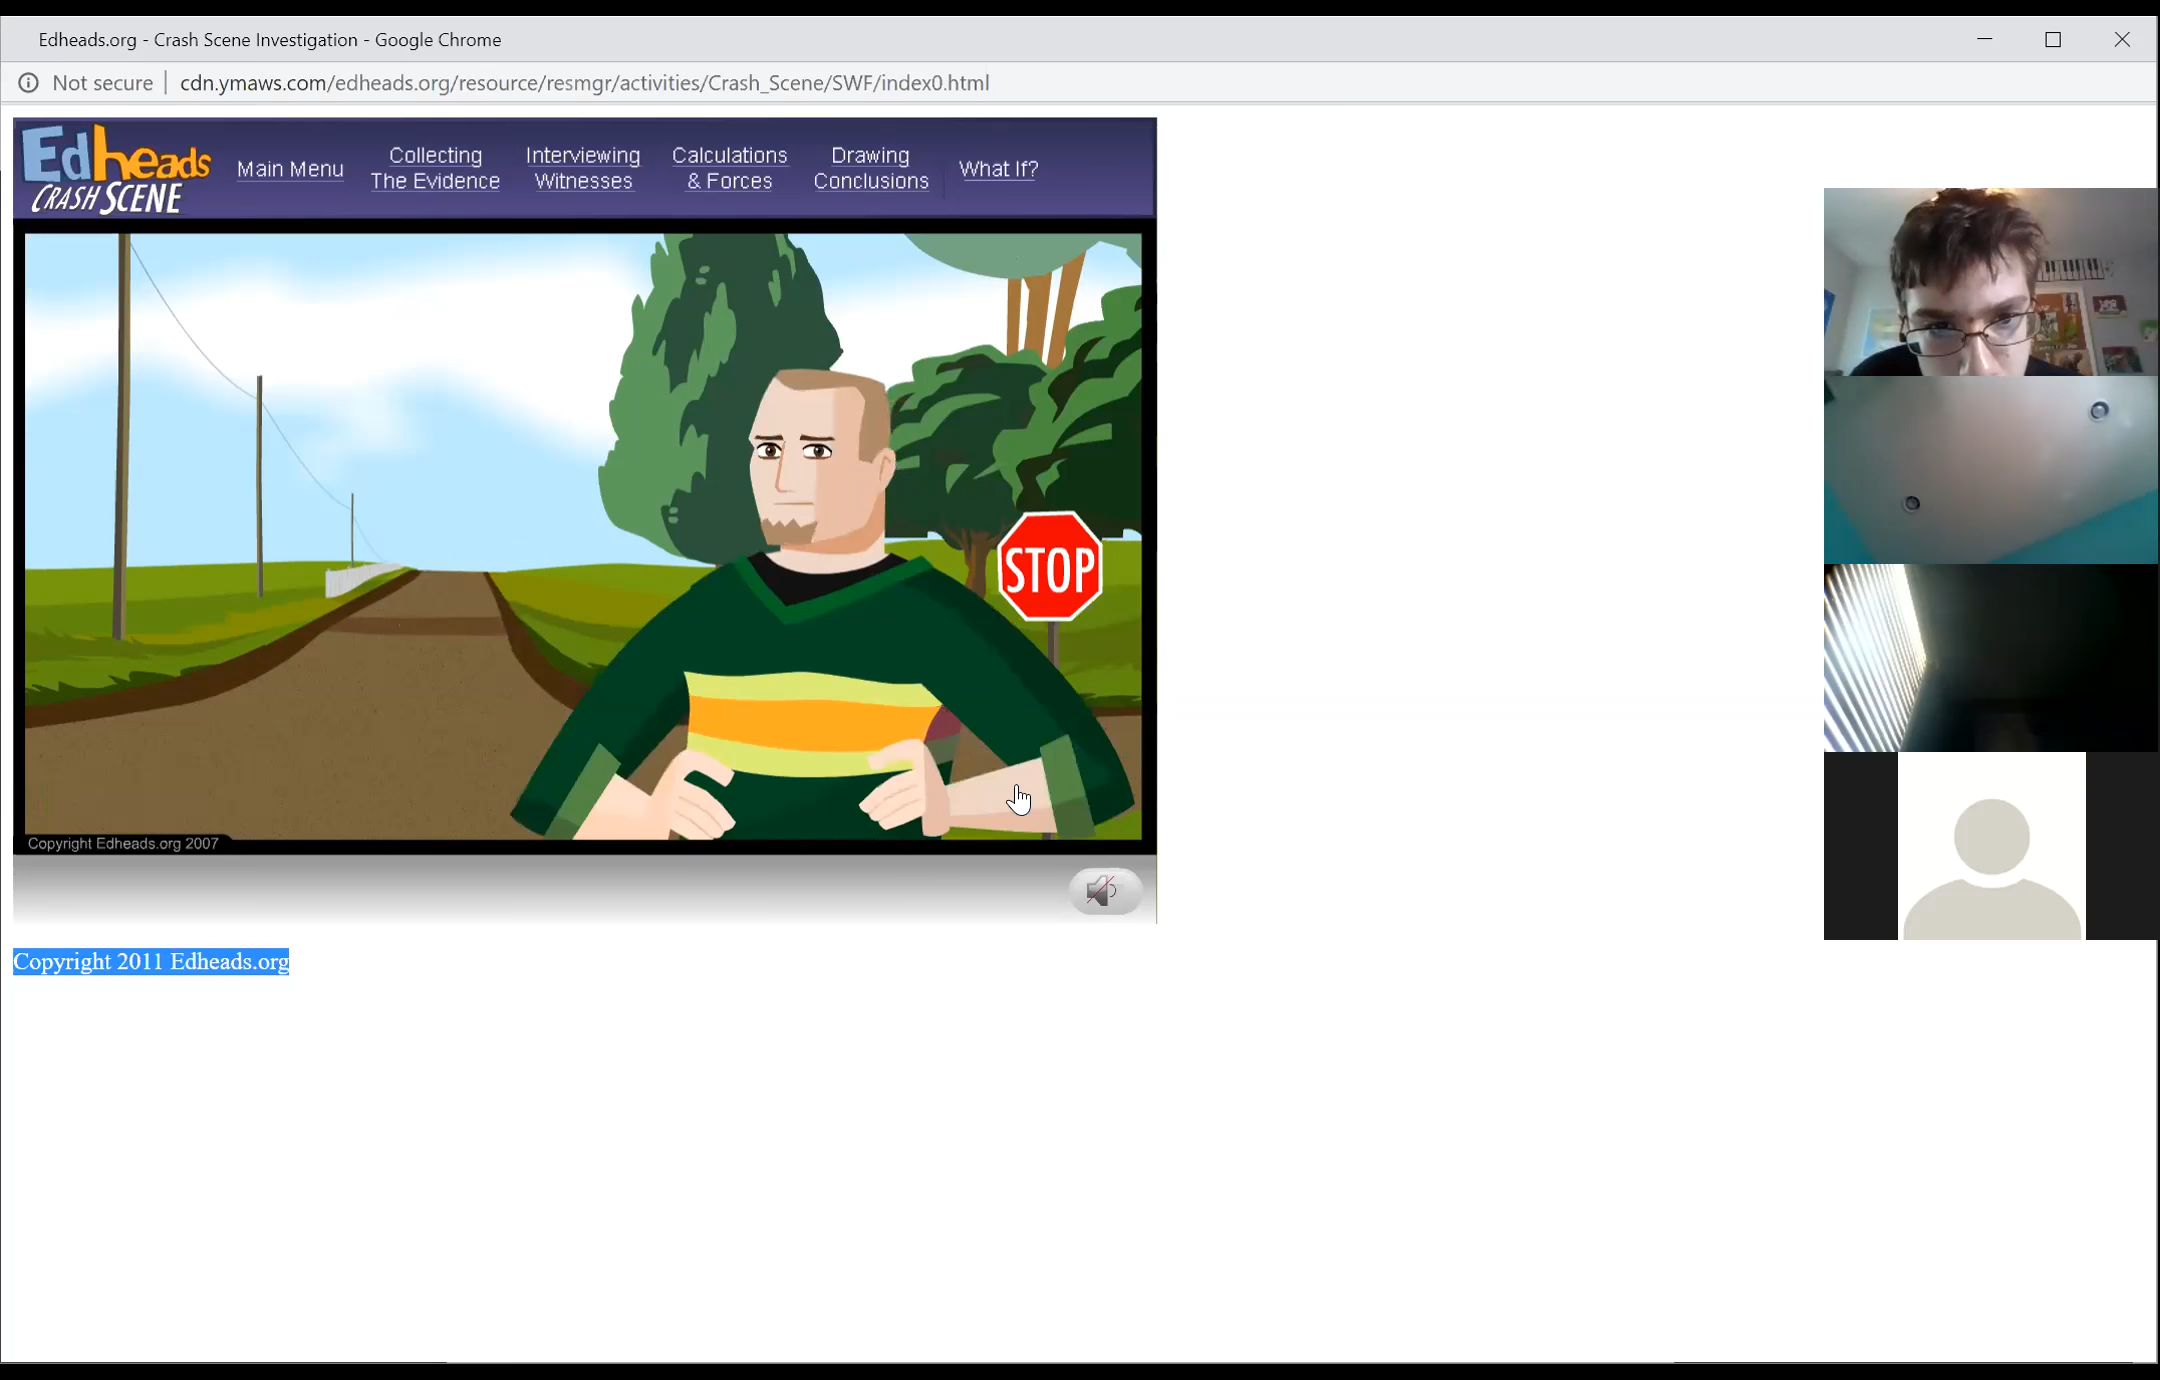 Edheads.org - Crash Scene Investigation - Google Chrome
Not secure | cdn.ymaws.com/edheads.org/resource/resmgr/activities/Crash_Scene/SWF/index0.html
Edheads
CRASH SCENE
Main Menu
Collecting
The Evidence
Interviewing
Witnesses
Calculations
& Forces
Drawing
Conclusions
What If?
STOP
Copyright Edheads.org 2007
Copyright 2011 Edheads.org